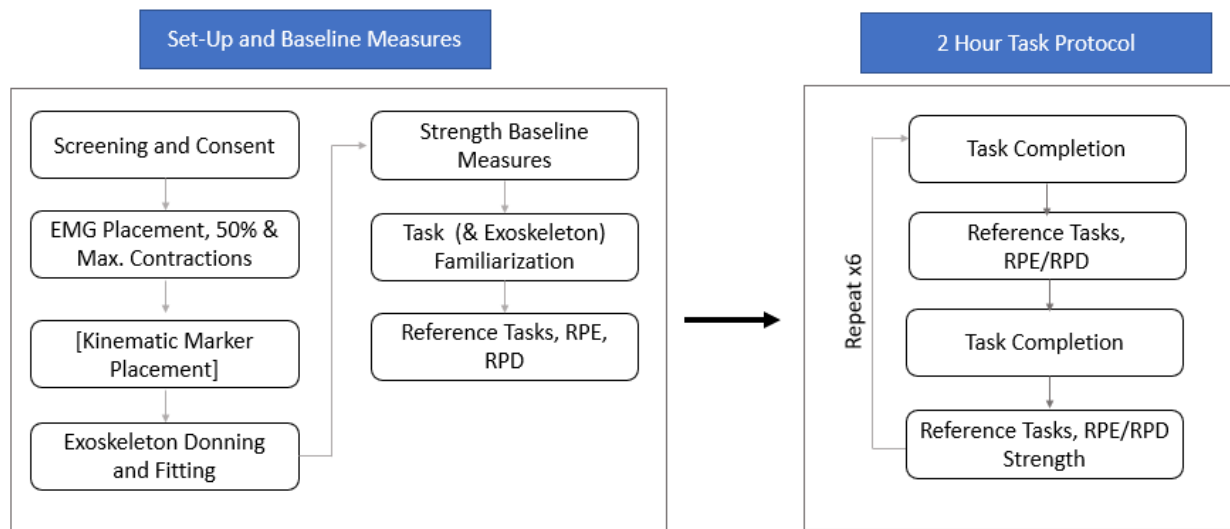 Set-Up and Baseline Measures
Screening and Consent
EMG Placement, 50% &
Max. Contractions
[Kinematic Marker
Placement]
Exoskeleton Donning
and Fitting
Strength Baseline
Measures
Task (& Exoskeleton)
Familiarization
Reference Tasks, RPE,
RPD
2 Hour Task Protocol
Repeat x6
Task Completion
Reference Tasks,
RPE/RPD
Task Completion
Reference Tasks, RPE/RPD
Strength